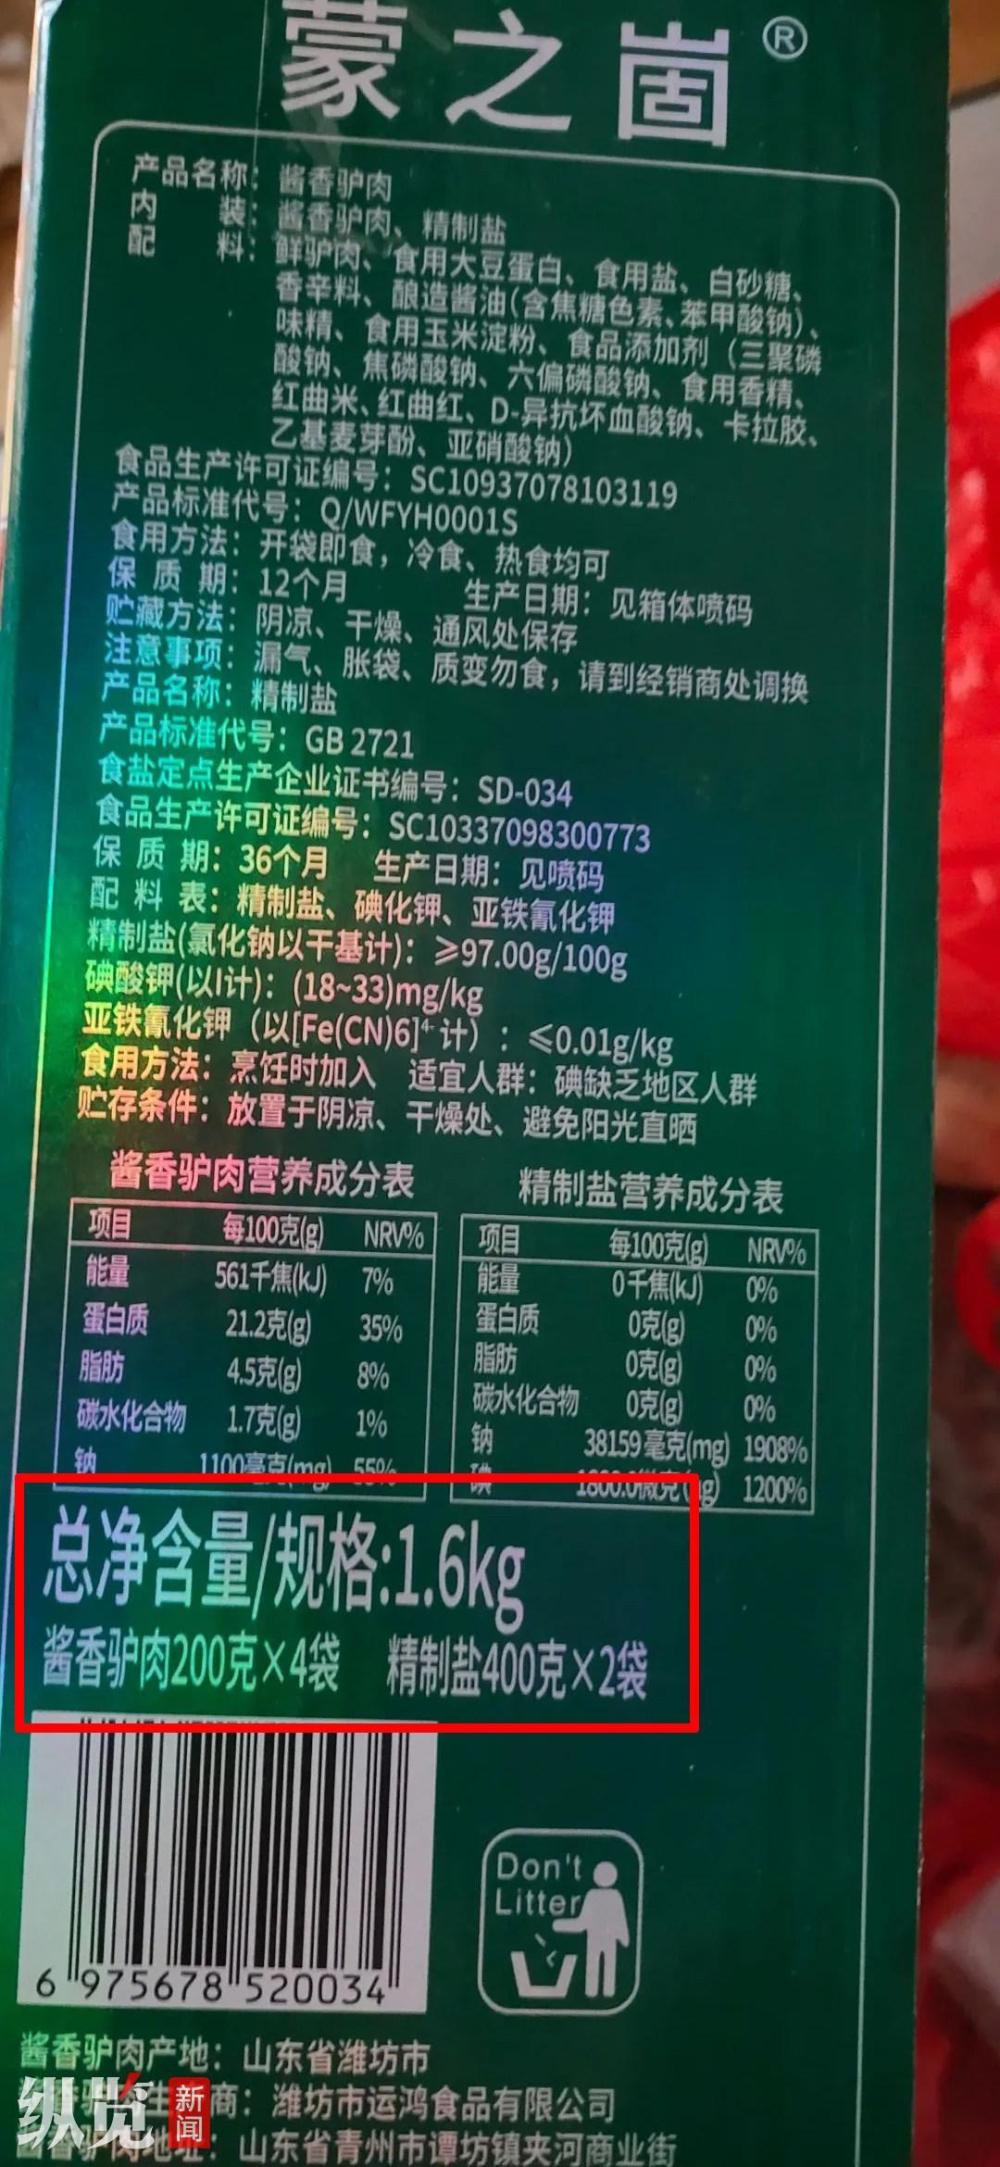 蒙之崮®
产品名称：酱香驴肉
内 装：酱香驴肉、精制盐
配 料：鲜驴肉、食用大豆蛋白、食用盐、白砂糖、
香辛料、酿造酱油(含焦糖色素、苯甲酸钠)、
味精、食用玉米淀粉、食品添加剂（三聚磷
酸钠、焦磷酸钠、六偏磷酸钠、食用香精、
红曲米、红曲红、D-异抗坏血酸钠、卡拉胶、
乙基麦芽酚、亚硝酸钠）
食品生产许可证编号：SC10937078103119
产品标准代号：Q/WFYH0001S
食用方法：开袋即食，冷食、热食均可
保 质 期：12个月 生产日期：见箱体喷码
贮藏方法：阴凉、干燥、通风处保存
注意事项：漏气、胀袋、质变勿食，请到经销商处调换
产品名称：精制盐
产品标准代号：GB 2721
食盐定点生产企业证书编号：SD-034
食品生产许可证编号：SC10337098300773
保 质 期：36个月 生产日期：见喷码
配 料 表：精制盐、碘化钾、亚铁氰化钾
精制盐(氯化钠以干基计)：≥97.00g/100g
碘酸钾(以I计)：(18~33)mg/kg
亚铁氰化钾（以[Fe(CN)6]4-计）：≤0.01g/kg
食用方法：烹饪时加入 适宜人群：碘缺乏地区人群
贮存条件：放置于阴凉、干燥处、避免阳光直晒
酱香驴肉营养成分表
项目 每100克(g) NRV%
能量 561千焦(kJ) 7%
蛋白质 21.2克(g) 35%
脂肪 4.5克(g) 8%
碳水化合物 1.7克(g) 1%
钠 1100毫克(mg) 55%
精制盐营养成分表
项目 每100克(g) NRV%
能量 0千焦(kJ) 0%
蛋白质 0克(g) 0%
脂肪 0克(g) 0%
碳水化合物 0克(g) 0%
钠 38159毫克(mg) 1908%
碘 1800.0微克(μg) 1200%
总净含量/规格:1.6kg
酱香驴肉200克×4袋 精制盐400克×2袋
6 975678 520034
Don't
Litter
酱香驴肉产地：山东省潍坊市
商：潍坊市运鸿食品有限公司
地址：山东省青州市谭坊镇夹河商业街
纵览新闻